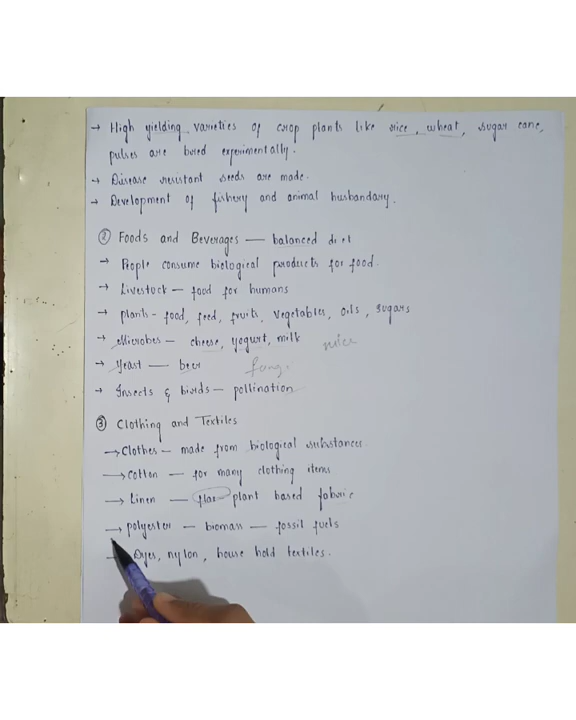 → High yielding varieties of crop plants like rice, wheat, sugar cane,
pulses are bred experimentally.
→ Disease resistant seeds are made.
→ Development of fishery and animal husbandary.
② Foods and Beverages — balanced diet
→ People consume biological products for food.
→ Livestock — food for humans
→ plants - food, feed, fruits, vegetables, oils, sugars
→ Microbes - cheese, yogurt, milk mice
→ Yeast — beer fungi
→ Insects & birds — pollination
③ Clothing and Textiles
→ Clothes — made from biological substances.
→ Cotton — for many clothing items
→ Linen — flax plant based fabric
→ polyester — biomass — fossil fuels
→ Dyes, nylon, house hold textiles.